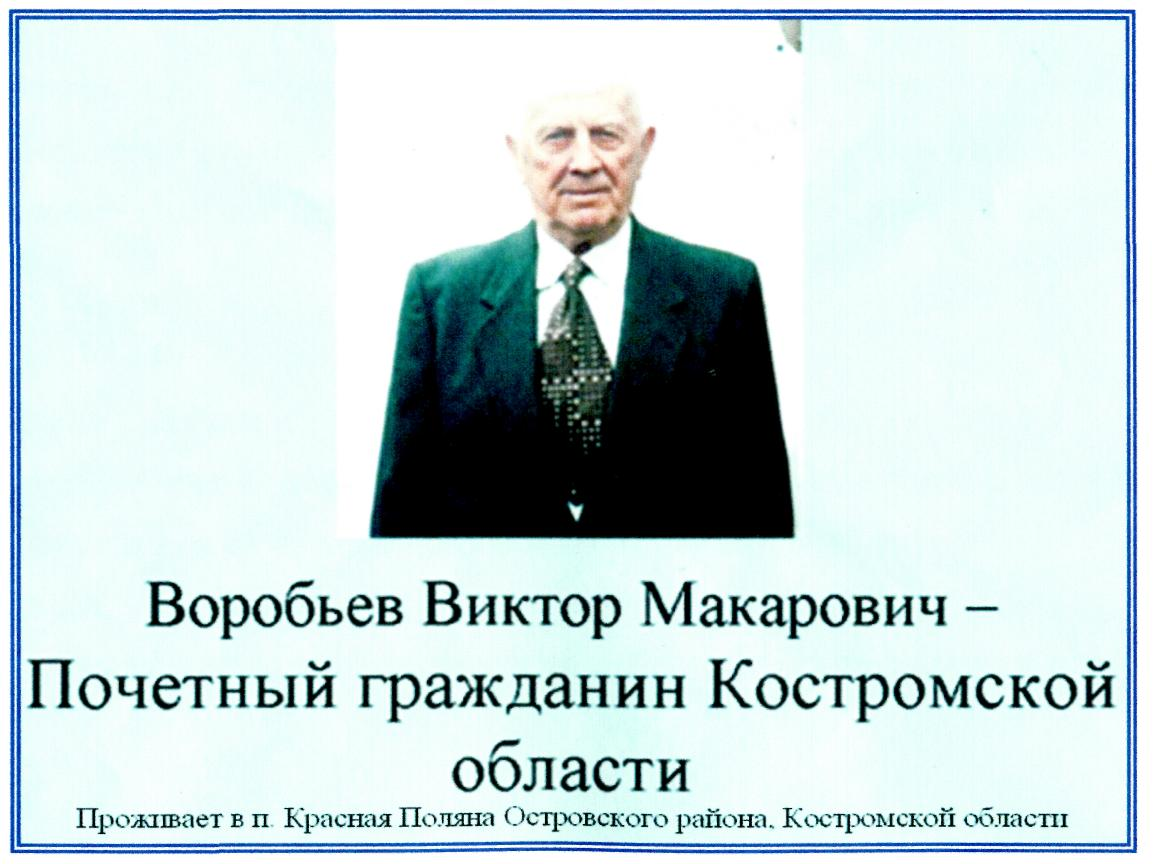 Воробьев Виктор Макарович –
Почетный гражданин Костромской
области
Проживает в п. Красная Поляна Островского района, Костромской области